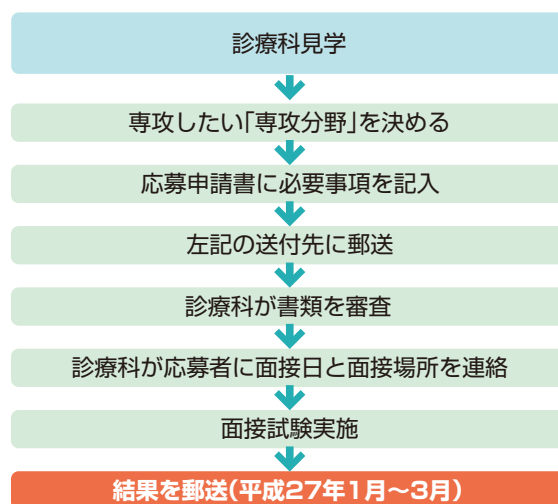 診療科見学
専攻したい「専攻分野」を決める
応募申請書に必要事項を記入
左記の送付先に郵送
診療科が書類を審査
診療科が応募者に面接日と面接場所を連絡
面接試験実施
結果を郵送(平成27年1月~3月)